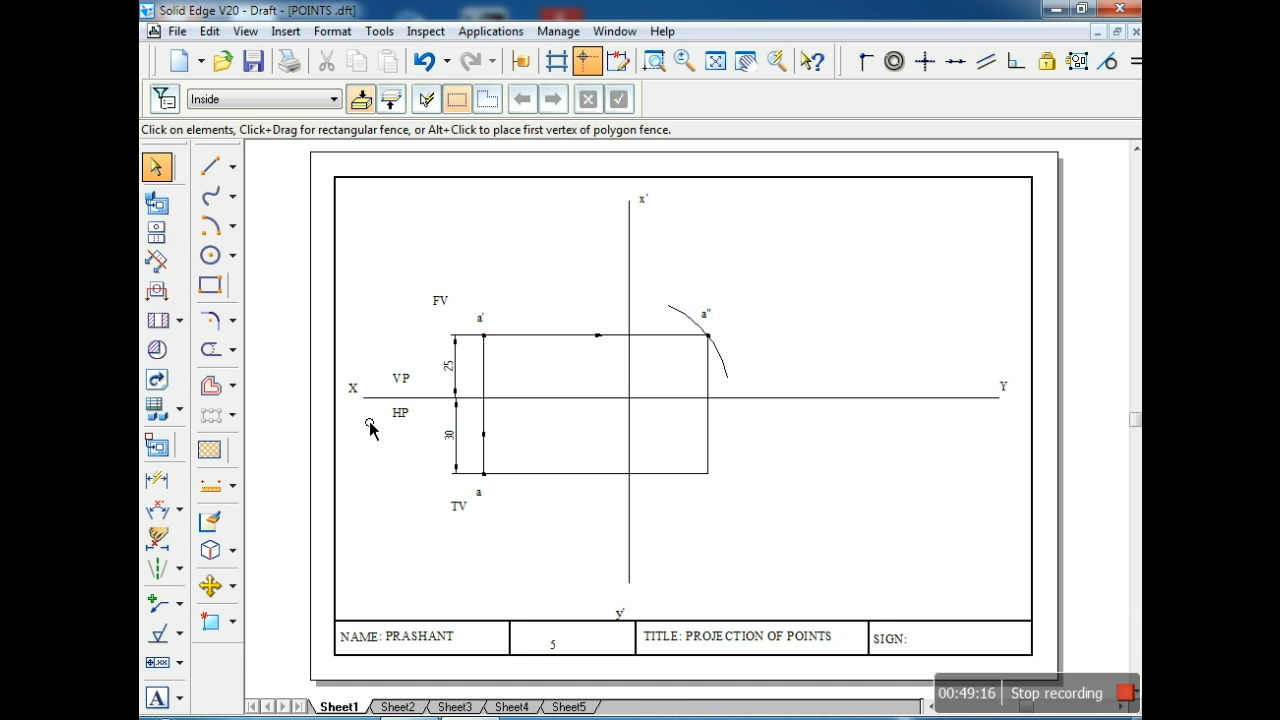 Solid Edge V20 - Draft - [POINTS .dft]
File Edit View Insert Format Tools Inspect Applications Manage Window Help
Inside
Click on elements, Click+Drag for rectangular fence, or Alt+Click to place first vertex of polygon fence.
x'
FV
a'
a"
25
VP
X
Y
HP
30
a
TV
y'
NAME: PRASHANT
5
TITLE: PROJECTION OF POINTS
SIGN:
A
00:49:16 Stop recording
Sheet1 Sheet2 Sheet3 Sheet4 Sheet5